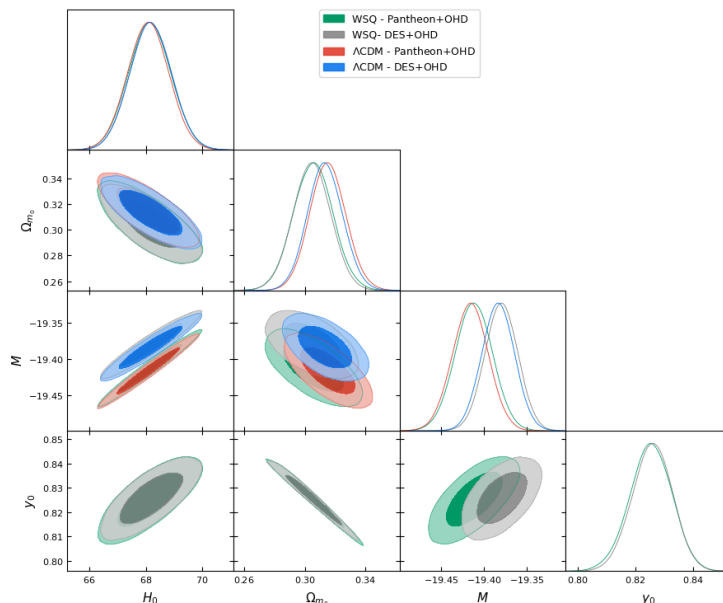 WSQ - Pantheon+OHD
WSQ- DES+OHD
ΛCDM - Pantheon+OHD
ΛCDM - DES+OHD
0.34
0.32
0.30
0.28
0.26
Ωm₀
−19.35
−19.40
−19.45
M
0.85
0.84
0.83
0.82
0.81
0.80
y₀
66 68 70
H₀
0.26 0.30 0.34
Ωm₀
−19.45 −19.40 −19.35
M
0.80 0.82 0.84
y₀